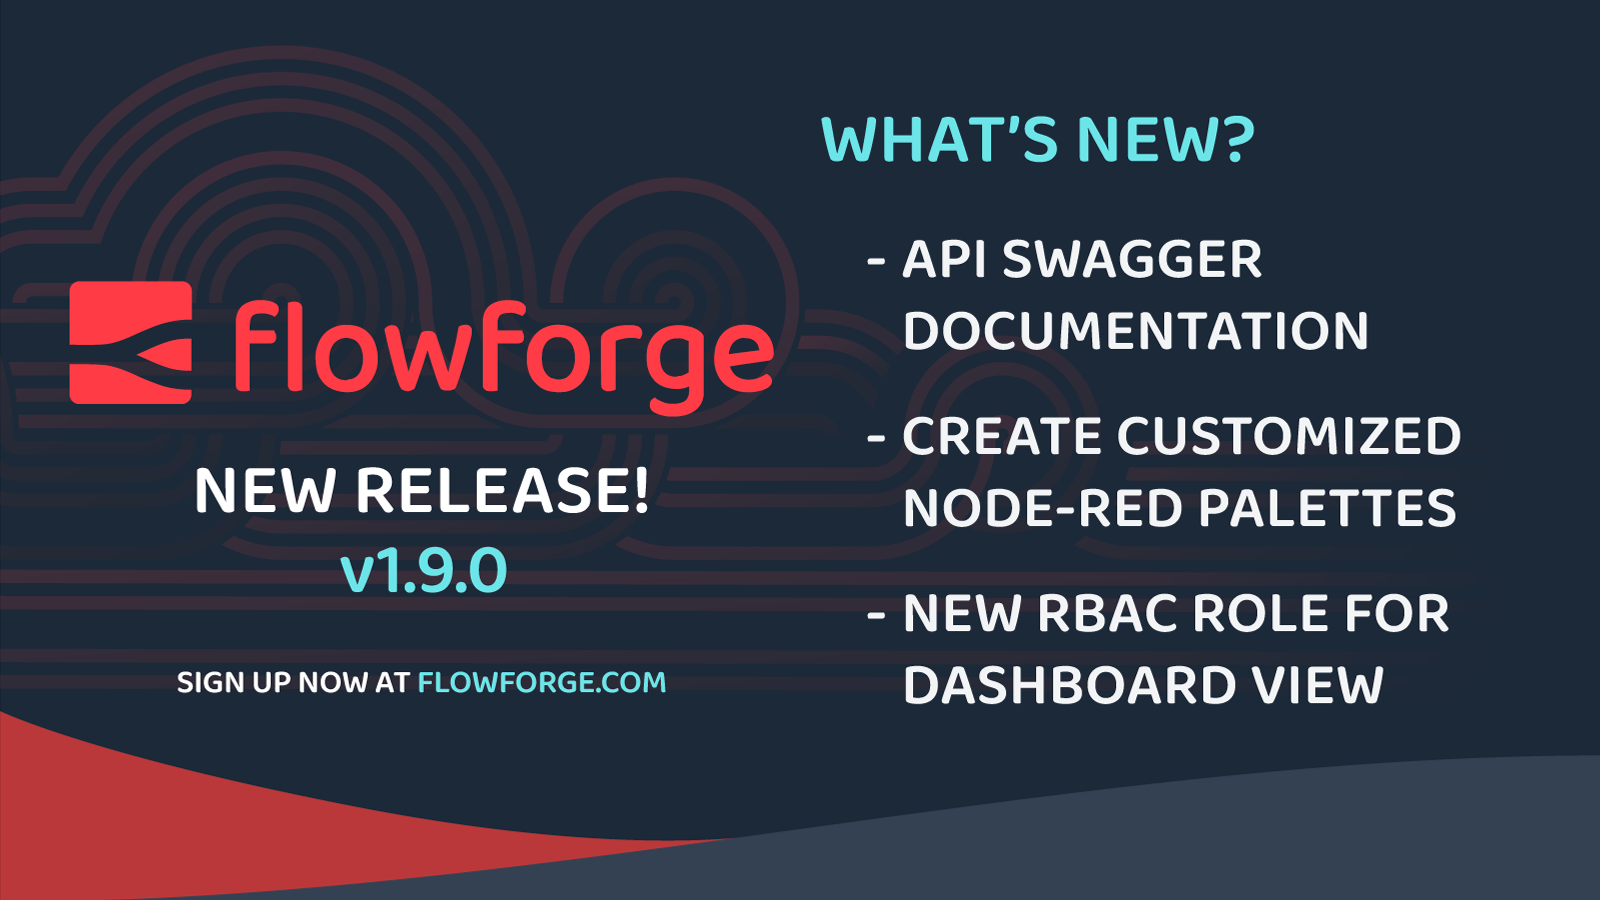 flowforge
NEW RELEASE!
v1.9.0
SIGN UP NOW AT FLOWFORGE.COM
WHAT'S NEW?
- API SWAGGER
DOCUMENTATION
- CREATE CUSTOMIZED
NODE-RED PALETTES
- NEW RBAC ROLE FOR
DASHBOARD VIEW